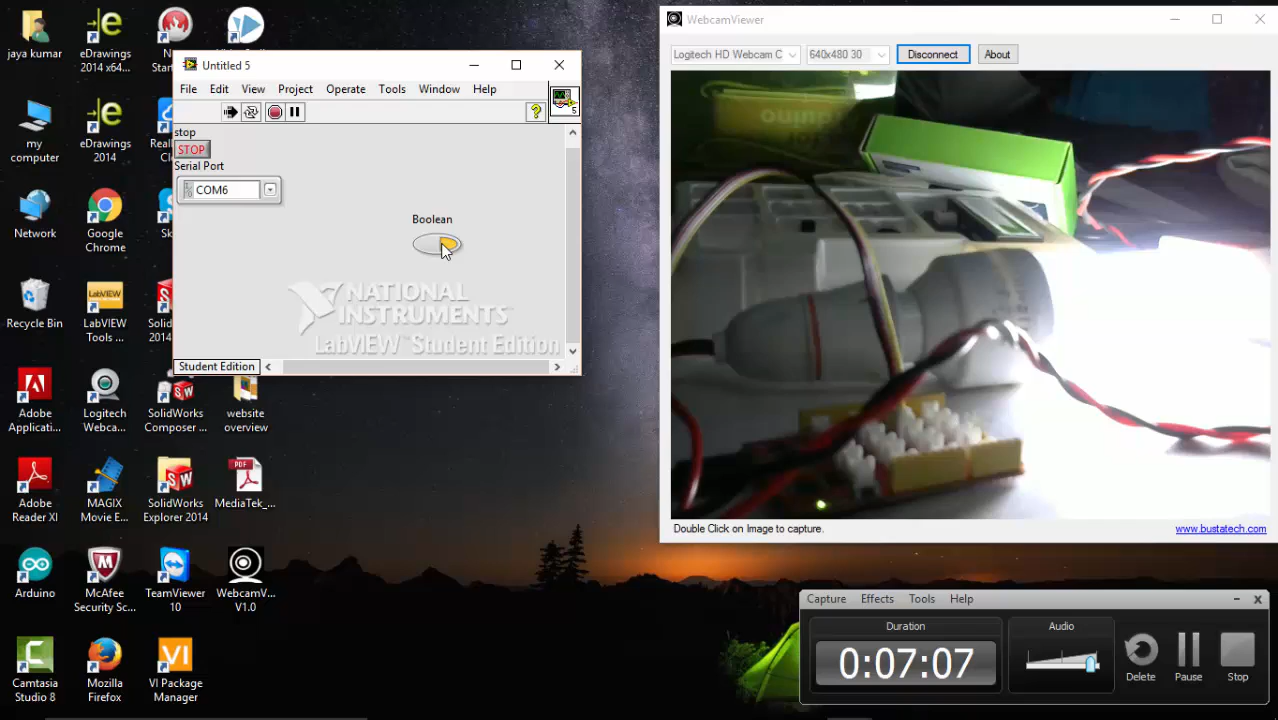 jaya kumar
eDrawings
2014 x64...
my
computer
eDrawings
2014
Network
Google
Chrome
Recycle Bin
LabVIEW
Tools ...
2014
Adobe
Applicati...
Logitech
Webca...
SolidWorks
Composer ...
website
overview
Adobe
Reader XI
MAGIX
Movie E...
SolidWorks
Explorer 2014
PDF
MediaTek_...
Arduino
McAfee
Security Sc...
TeamViewer
10
WebcamV...
V1.0
Camtasia
Studio 8
Mozilla
Firefox
VI
VI Package
Manager
Untitled 5
File Edit View Project Operate Tools Window Help
5
stop
STOP
Serial Port
COM6
Boolean
NATIONAL
INSTRUMENTS
LabVIEW™ Student Edition
Student Edition
WebcamViewer
Logitech HD Webcam C
640x480 30
Disconnect
About
Double Click on Image to capture.
www.bustatech.com
Capture Effects Tools Help
Duration
0:07:07
Audio
Delete
Pause
Stop